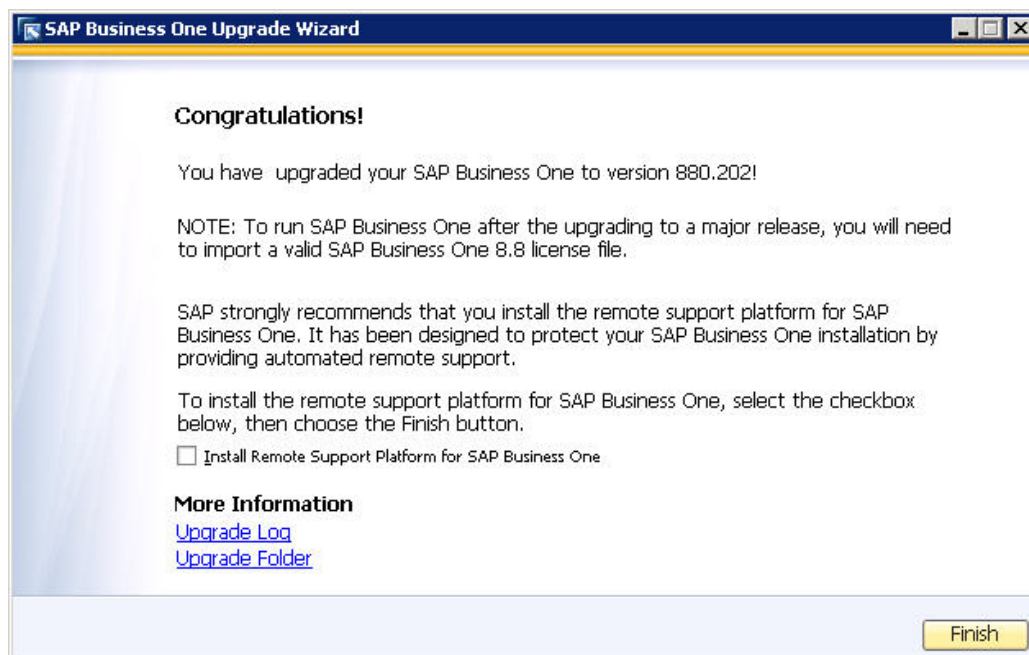 SAP Business One Upgrade Wizard
Congratulations!
You have  upgraded your SAP Business One to version 880.202!
NOTE: To run SAP Business One after the upgrading to a major release, you will need
to import a valid SAP Business One 8.8 license file.
SAP strongly recommends that you install the remote support platform for SAP
Business One. It has been designed to protect your SAP Business One installation by
providing automated remote support.
To install the remote support platform for SAP Business One, select the checkbox
below, then choose the Finish button.
Install Remote Support Platform for SAP Business One
More Information
Upgrade Log
Upgrade Folder
Finish